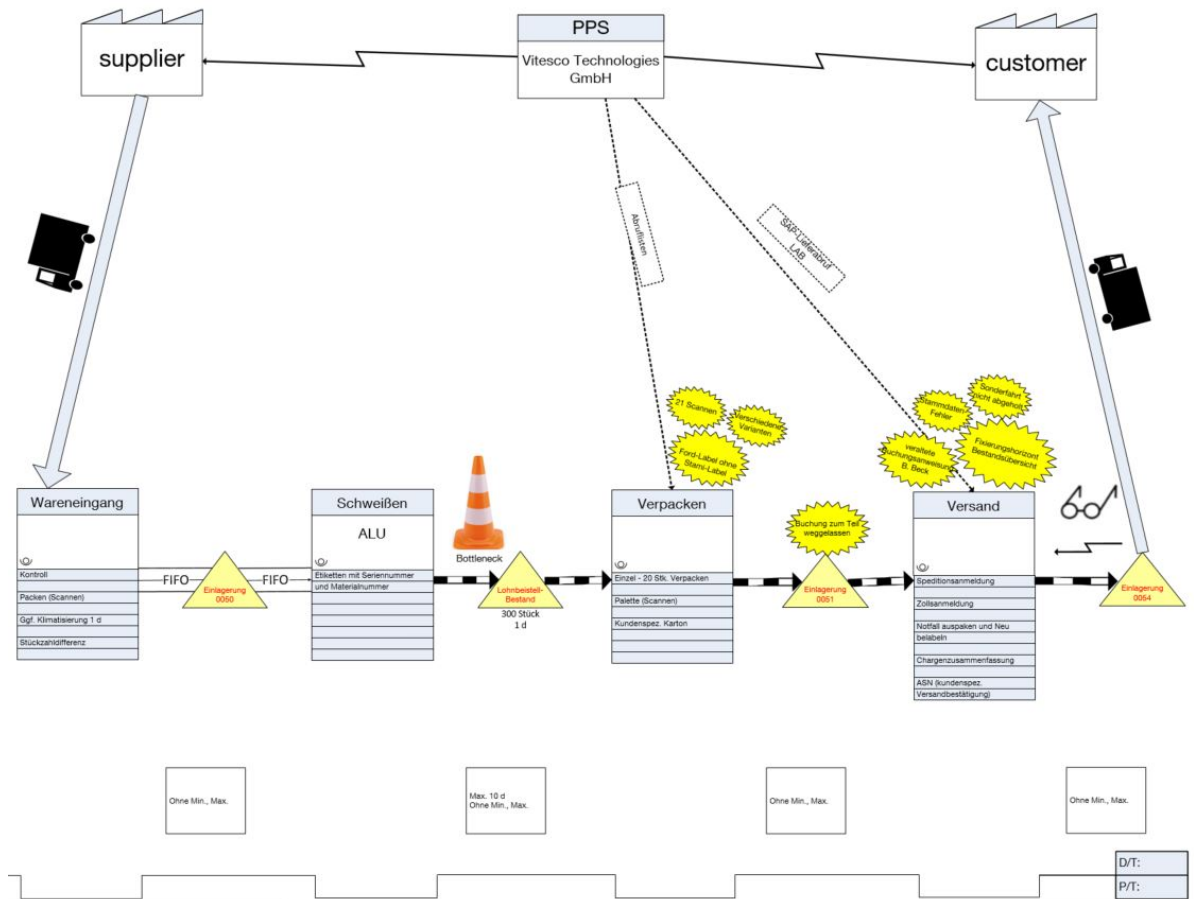 supplier
PPS
Vitesco Technologies
GmbH
customer
Abruflisten
SAP-Lieferabruf
LAB
21 Scannen
Verschiedene
Varianten
Ford-Label ohne
Stami-Label
Stammdaten-
Fehler
Sonderfahrt
nicht abgeholt
veraltete
Buchungsanweisung
B. Beck
Fixierungshorizont
Bestandsübersicht
Wareneingang
Kontroll
Packen (Scannen)
Ggf. Klimatisierung 1 d
Stückzahldifferenz
FIFO
Einlagerung
0050
FIFO
Schweißen
ALU
Etiketten mit Seriennummer
und Materialnummer
Bottleneck
Lohnbeistell-
Bestand
300 Stück
1 d
Verpacken
Einzel - 20 Stk. Verpacken
Palette (Scannen)
Kundenspez. Karton
Buchung zum Teil
weggelassen
Einlagerung
0051
Versand
Speditionsanmeldung
Zollsanmeldung
Notfall auspaken und Neu
belabeln
Chargenzusammenfassung
ASN (kundenspez.
Versandbestätigung)
Einlagerung
0054
Ohne Min., Max.
Max. 10 d
Ohne Min., Max.
Ohne Min., Max.
Ohne Min., Max.
D/T:
P/T: